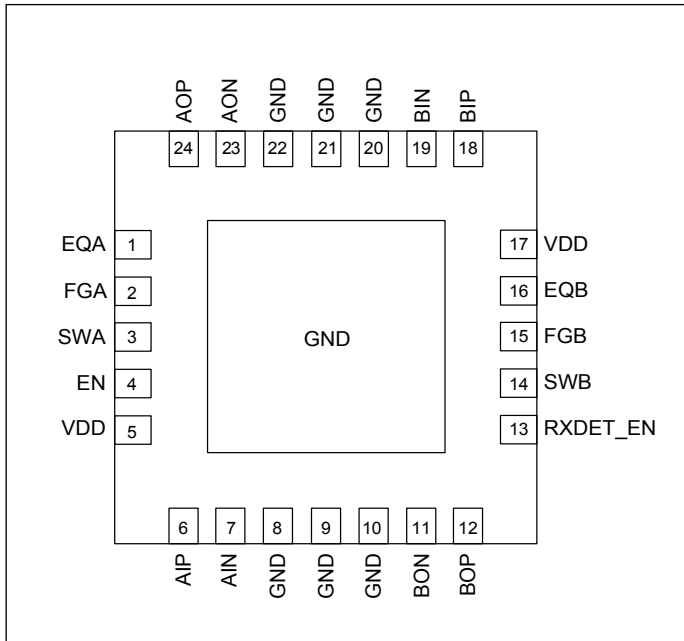 AOP AON GND GND GND BIN BIP
24 23 22 21 20 19 18
EQA 1 17 VDD
FGA 2 16 EQB
SWA 3 GND 15 FGB
EN 4 14 SWB
VDD 5 13 RXDET_EN
6 7 8 9 10 11 12
AIP AIN GND GND GND BON BOP